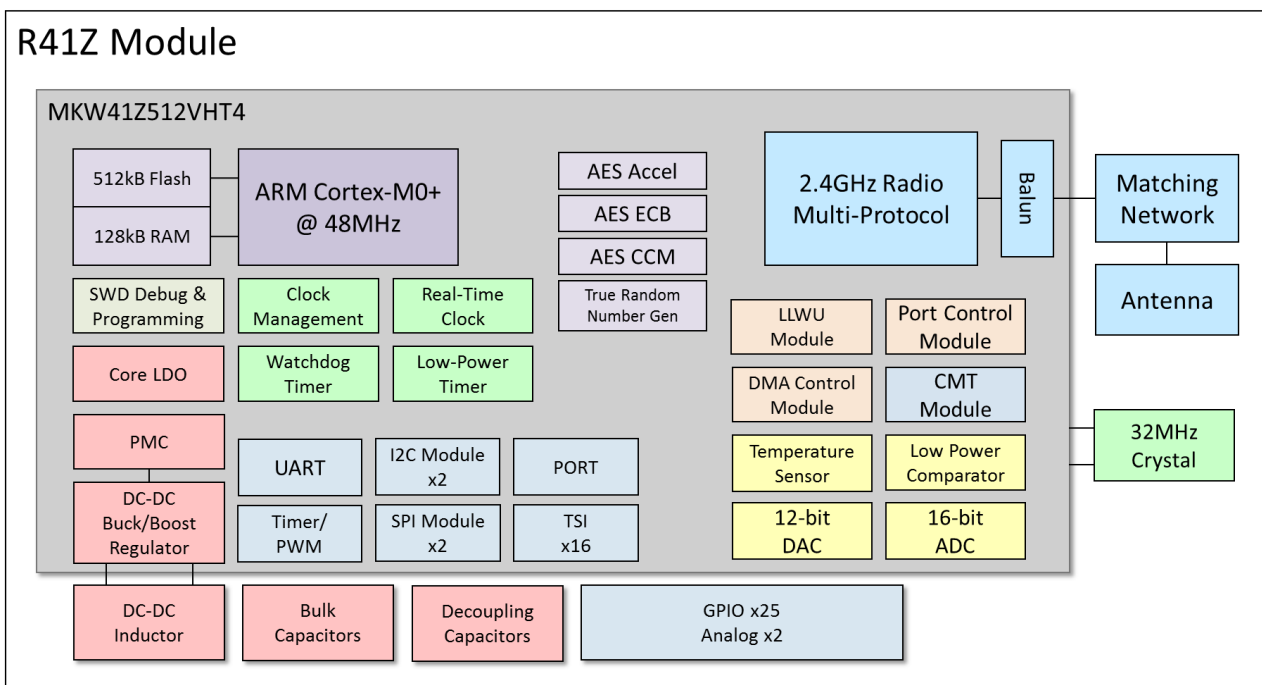 R41Z Module
MKW41Z512VHT4
512kB Flash
128kB RAM
ARM Cortex-M0+
@ 48MHz
AES Accel
AES ECB
AES CCM
True Random
Number Gen
2.4GHz Radio
Multi-Protocol
Balun
Matching
Network
Antenna
SWD Debug &
Programming
Clock
Management
Real-Time
Clock
Core LDO
Watchdog
Timer
Low-Power
Timer
LLWU
Module
Port Control
Module
DMA Control
Module
CMT
Module
32MHz
Crystal
PMC
UART
I2C Module
x2
PORT
Temperature
Sensor
Low Power
Comparator
DC-DC
Buck/Boost
Regulator
Timer/
PWM
SPI Module
x2
TSI
x16
12-bit
DAC
16-bit
ADC
DC-DC
Inductor
Bulk
Capacitors
Decoupling
Capacitors
GPIO x25
Analog x2